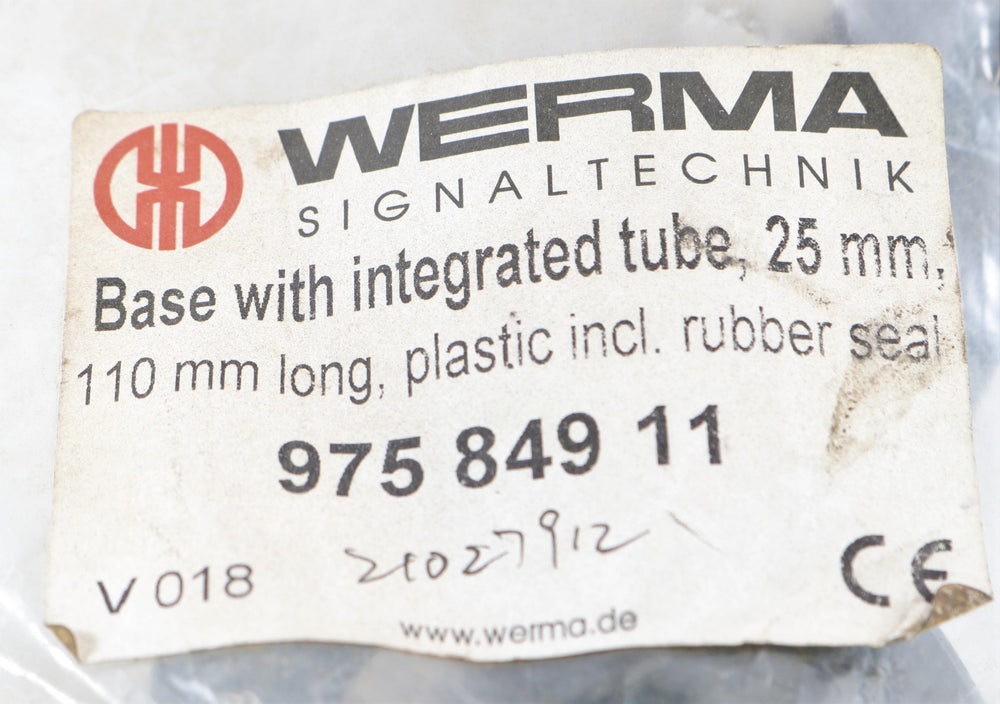 WERMA
SIGNALTECHNIK
Base with integrated tube, 25 mm,
110 mm long, plastic incl. rubber seal
975 849 11
21027912
V 018
CE
www.werma.de